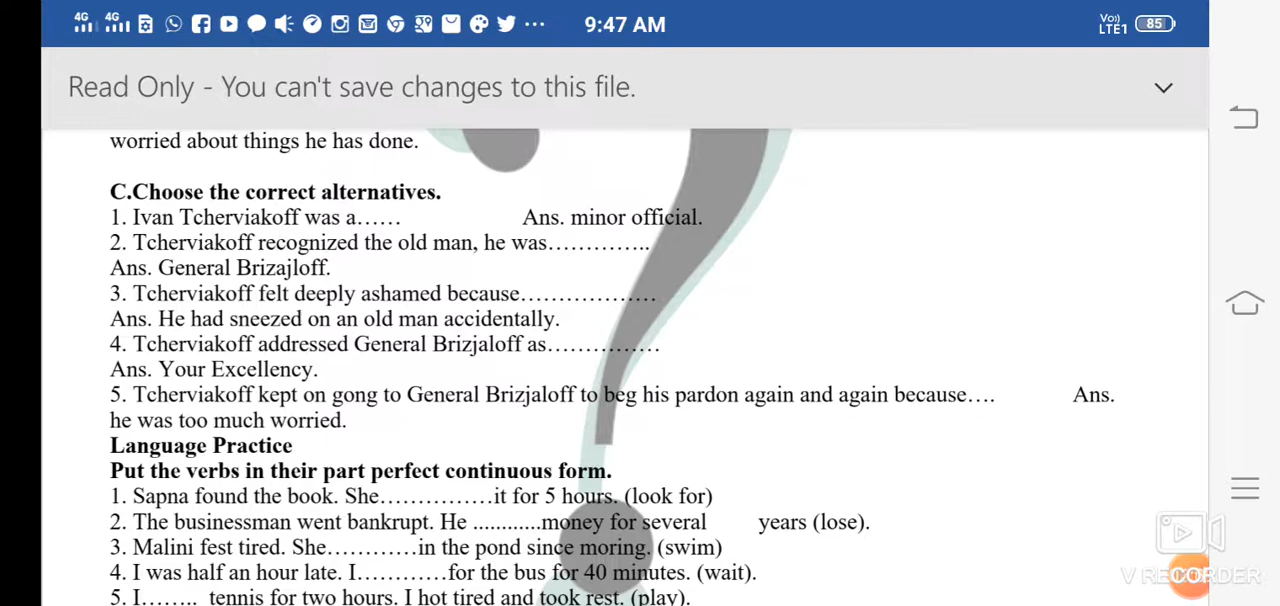 4G 4G 9:47 AM Vo)) LTE1 85
Read Only - You can't save changes to this file.
worried about things he has done.
C.Choose the correct alternatives.
1. Ivan Tcherviakoff was a…… Ans. minor official.
2. Tcherviakoff recognized the old man, he was…………..
Ans. General Brizajloff.
3. Tcherviakoff felt deeply ashamed because………………
Ans. He had sneezed on an old man accidentally.
4. Tcherviakoff addressed General Brizjaloff as……………
Ans. Your Excellency.
5. Tcherviakoff kept on gong to General Brizjaloff to beg his pardon again and again because…. Ans.
he was too much worried.
Language Practice
Put the verbs in their part perfect continuous form.
1. Sapna found the book. She……………it for 5 hours. (look for)
2. The businessman went bankrupt. He ............money for several years (lose).
3. Malini fest tired. She…………in the pond since moring. (swim)
4. I was half an hour late. I…………for the bus for 40 minutes. (wait).
5. I…….. tennis for two hours. I hot tired and took rest. (play).
V RECORDER